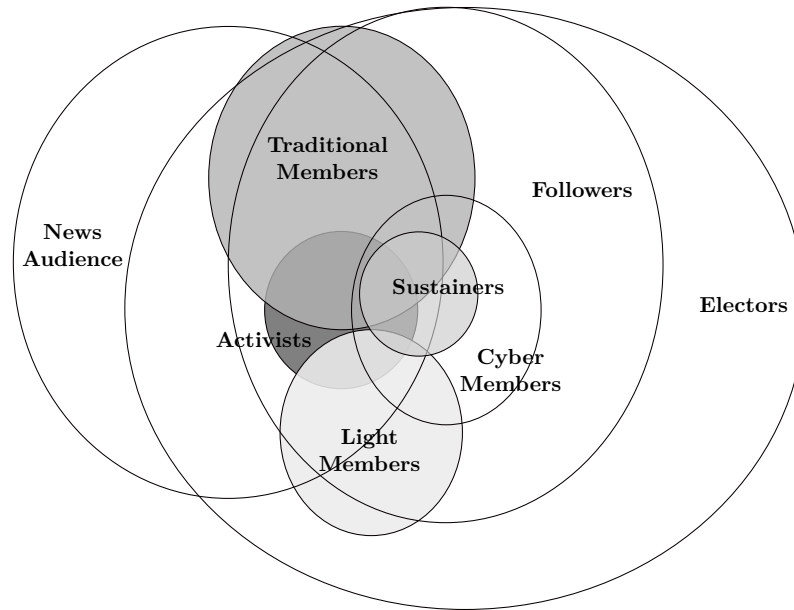 Traditional
Members
Followers
News
Audience
Sustainers
Electors
Activists
Cyber
Members
Light
Members